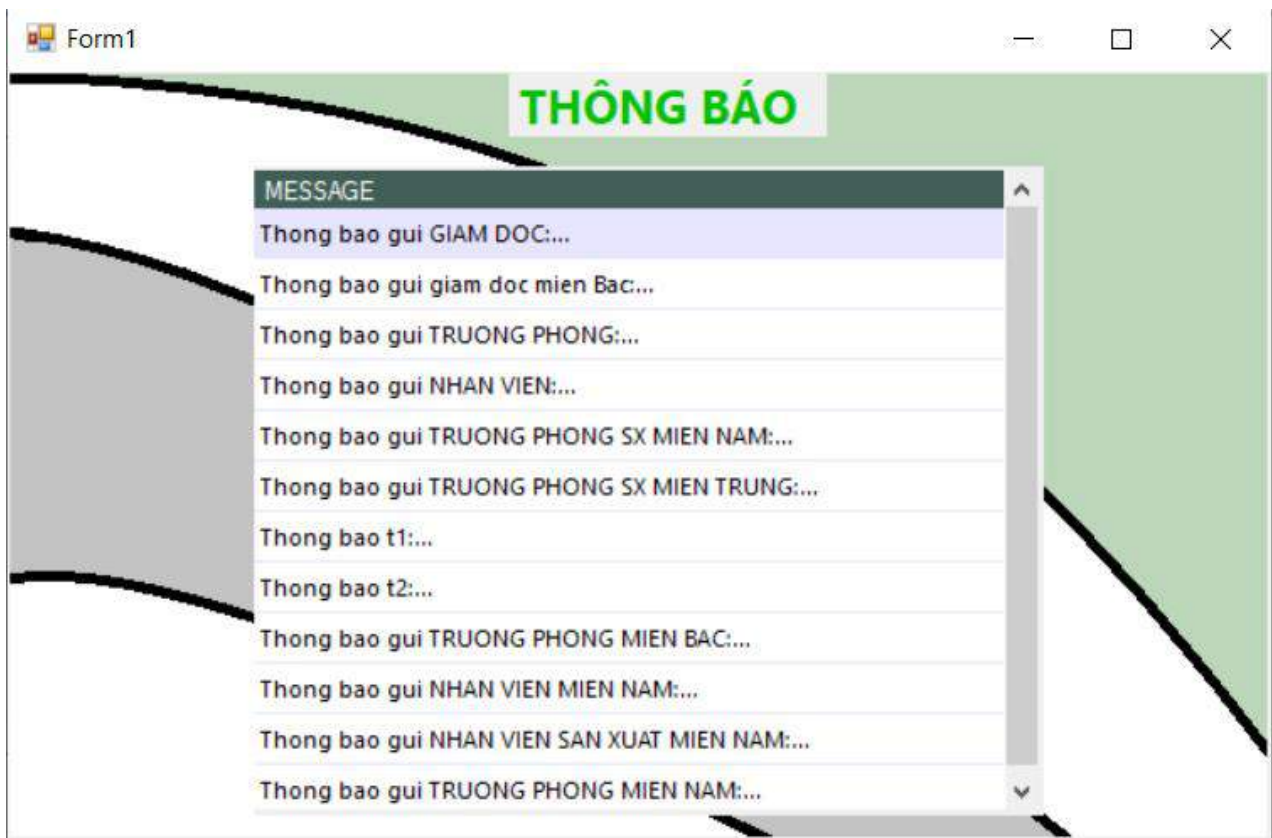 Form1
THÔNG BÁO
MESSAGE
Thong bao gui GIAM DOC:...
Thong bao gui giam doc mien Bac:...
Thong bao gui TRUONG PHONG:...
Thong bao gui NHAN VIEN:...
Thong bao gui TRUONG PHONG SX MIEN NAM:...
Thong bao gui TRUONG PHONG SX MIEN TRUNG:...
Thong bao t1:...
Thong bao t2:...
Thong bao gui TRUONG PHONG MIEN BAC:...
Thong bao gui NHAN VIEN MIEN NAM:...
Thong bao gui NHAN VIEN SAN XUAT MIEN NAM:...
Thong bao gui TRUONG PHONG MIEN NAM:...